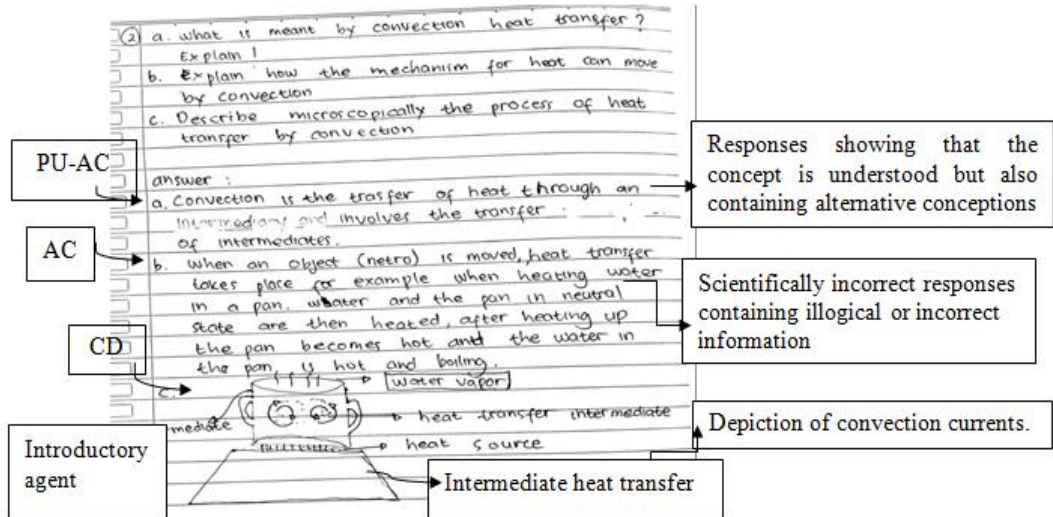 ② a. what is meant by convection heat transfer?
Explain!
b. Explain how the mechanism for heat can move
by convection
c. Describe microscopically the process of heat
transfer by convection
answer :
a. Convection is the trasfer of heat through an
intermediary and involves the transfer
of intermediates.
b. When an object (netro) is moved, heat transfer
takes place for example when heating water
in a pan. whater and the pan in neutral
state are then heated, after heating up
the pan becomes hot and the water in
the pan is hot and boiling.
c.
water vapor
mediate
heat transfer intermediate
heat source
PU-AC
AC
CD
Introductory
agent
Responses showing that the
concept is understood but also
containing alternative conceptions
Scientifically incorrect responses
containing illogical or incorrect
information
Depiction of convection currents.
Intermediate heat transfer